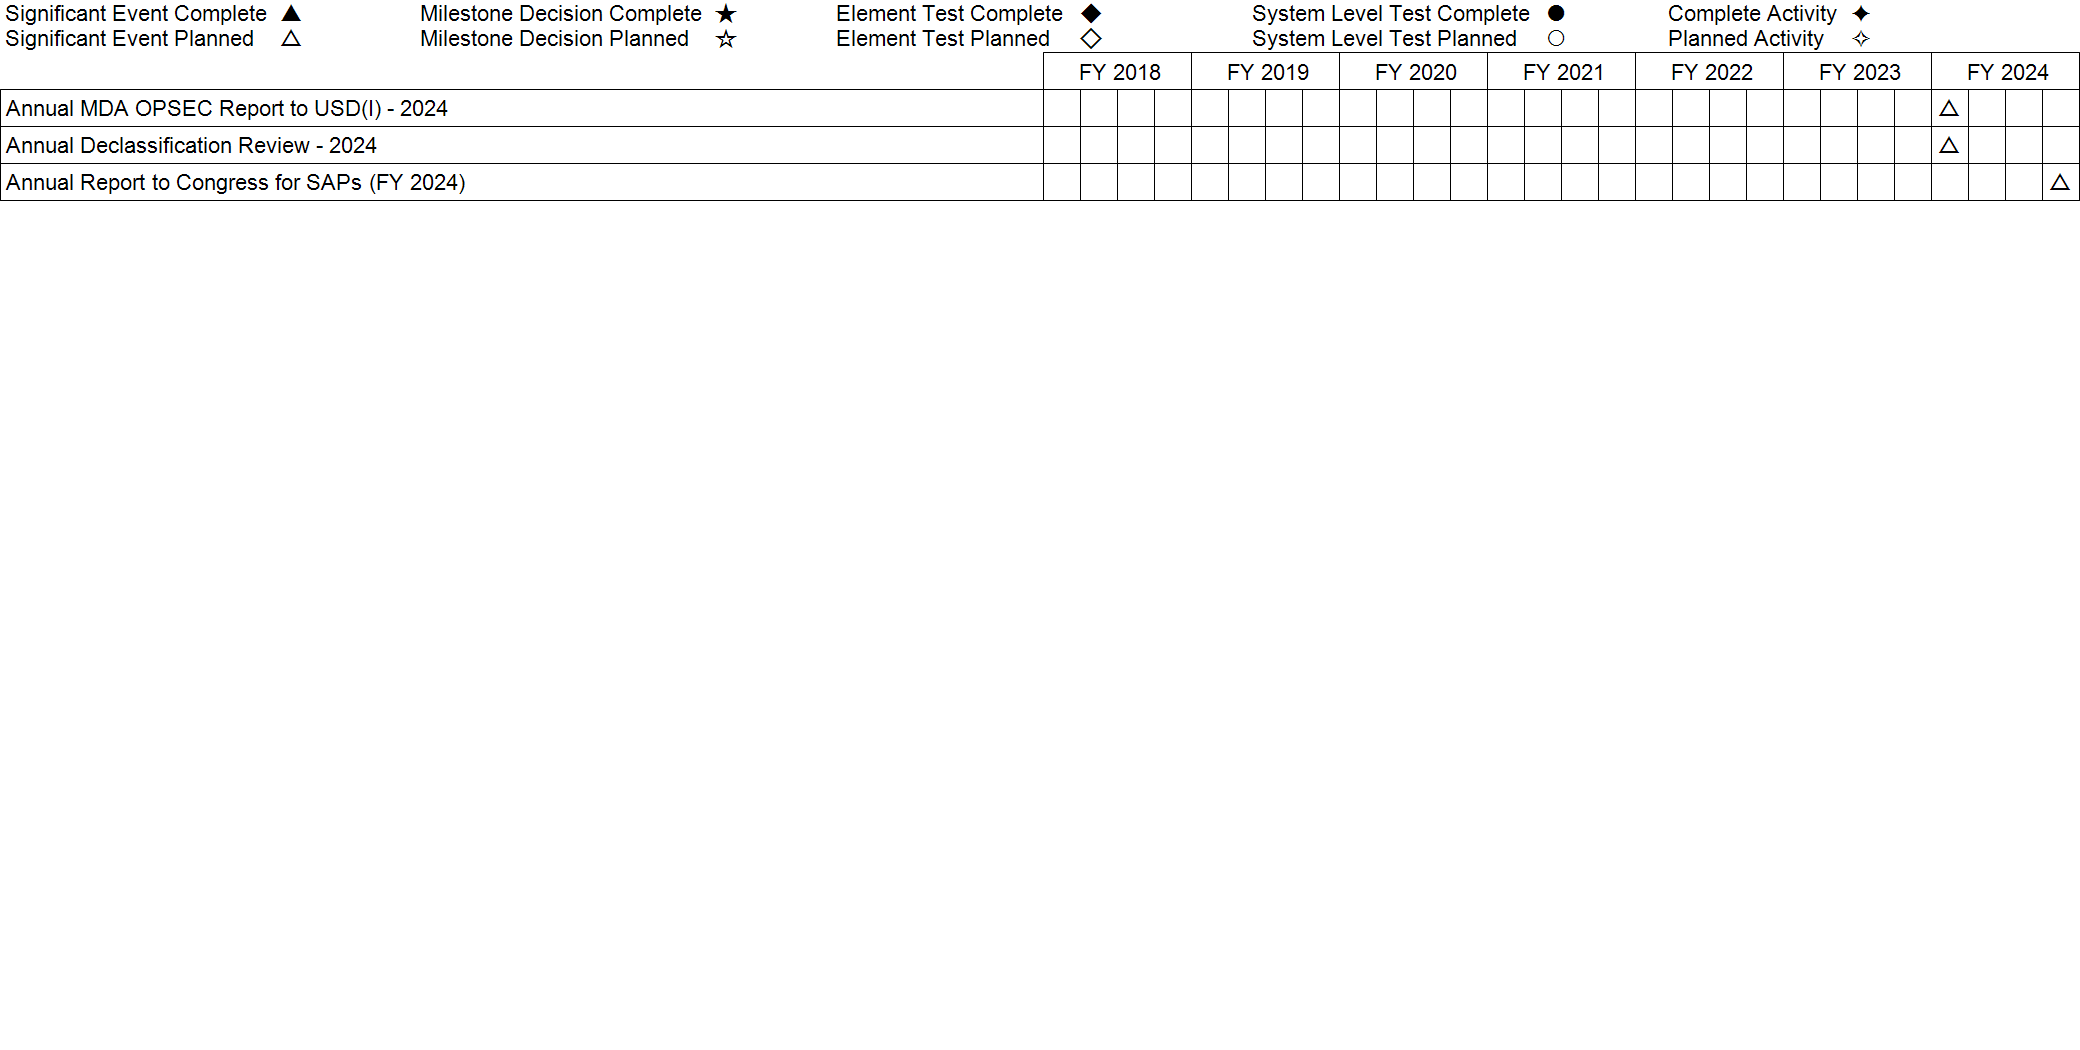 Significant Event Complete ▲ Milestone Decision Complete ★ Element Test Complete ◆ System Level Test Complete ● Complete Activity ✦
Significant Event Planned △ Milestone Decision Planned ☆ Element Test Planned ◇ System Level Test Planned ○ Planned Activity ✧
FY 2018 FY 2019 FY 2020 FY 2021 FY 2022 FY 2023 FY 2024
Annual MDA OPSEC Report to USD(I) - 2024 △
Annual Declassification Review - 2024 △
Annual Report to Congress for SAPs (FY 2024) △